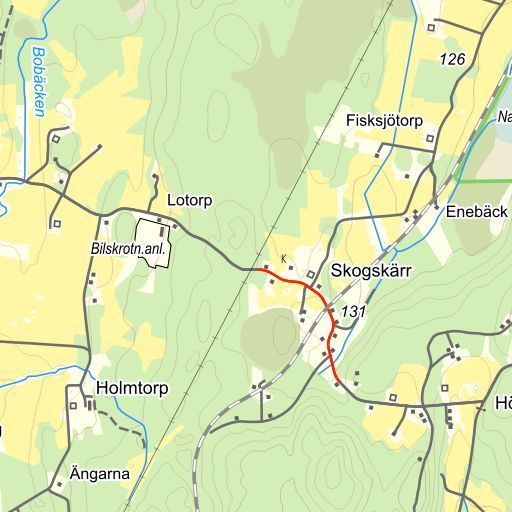 126
Bobäcken
Fisksjötorp
Na
Lotorp
Enebäck
Bilskrotn.anl.
K
Skogskärr
131
Holmtorp
Hö
Ängarna
g